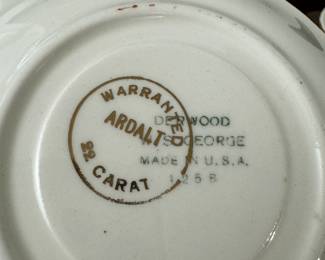 WARRANTED
ARDALT
22 CARAT
DERWOOD
W.S. GEORGE
MADE IN U.S.A.
125B